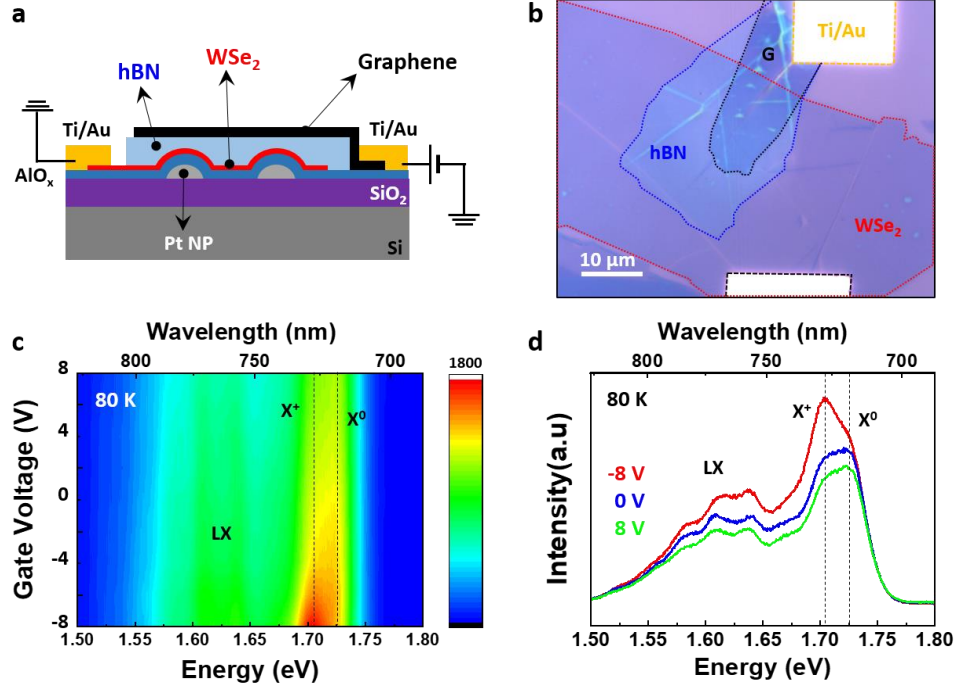 a
hBN
WSe₂
Graphene
Ti/Au
Ti/Au
AlOₓ
SiO₂
Pt NP
Si
b
Ti/Au
G
hBN
WSe₂
10 µm
c
Wavelength (nm)
800 750 700
1800
8
4
0
-4
-8
Gate Voltage (V)
80 K
X⁺
X⁰
LX
1.50 1.55 1.60 1.65 1.70 1.75 1.80
Energy (eV)
d
Wavelength (nm)
800 750 700
80 K
X⁺
X⁰
LX
-8 V
0 V
8 V
Intensity(a.u)
1.50 1.55 1.60 1.65 1.70 1.75 1.80
Energy (eV)